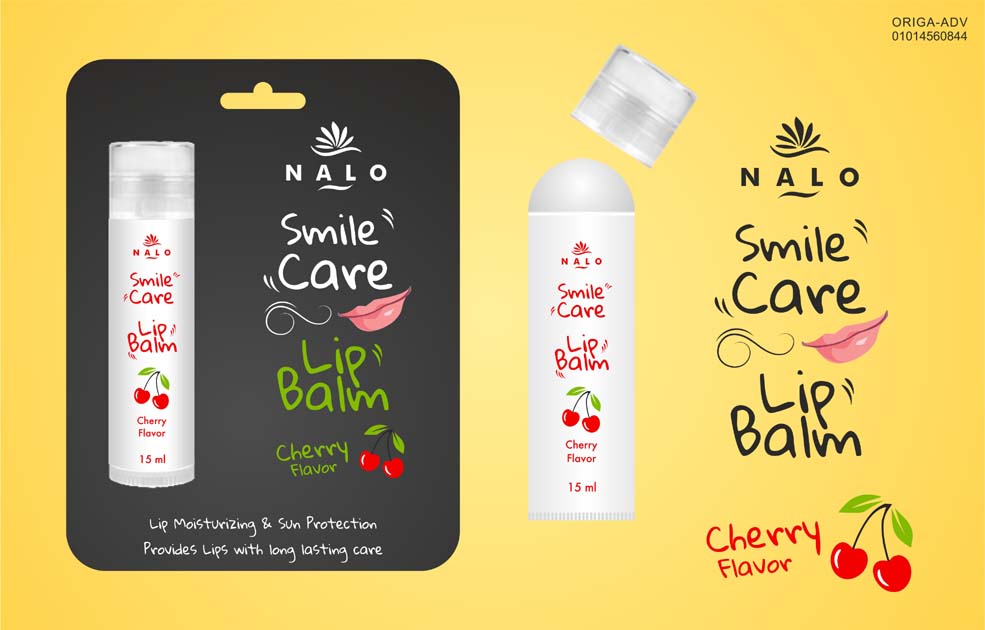 ORIGA-ADV
01014560844
NALO
Smile
Care
Lip
Balm
Cherry
Flavor
15 ml
NALO
Smile
Care
Lip
Balm
Cherry
Flavor
Lip Moisturizing & Sun Protection
Provides Lips with long lasting care
NALO
Smile
Care
Lip
Balm
Cherry
Flavor
15 ml
NALO
Smile
Care
Lip
Balm
Cherry
Flavor